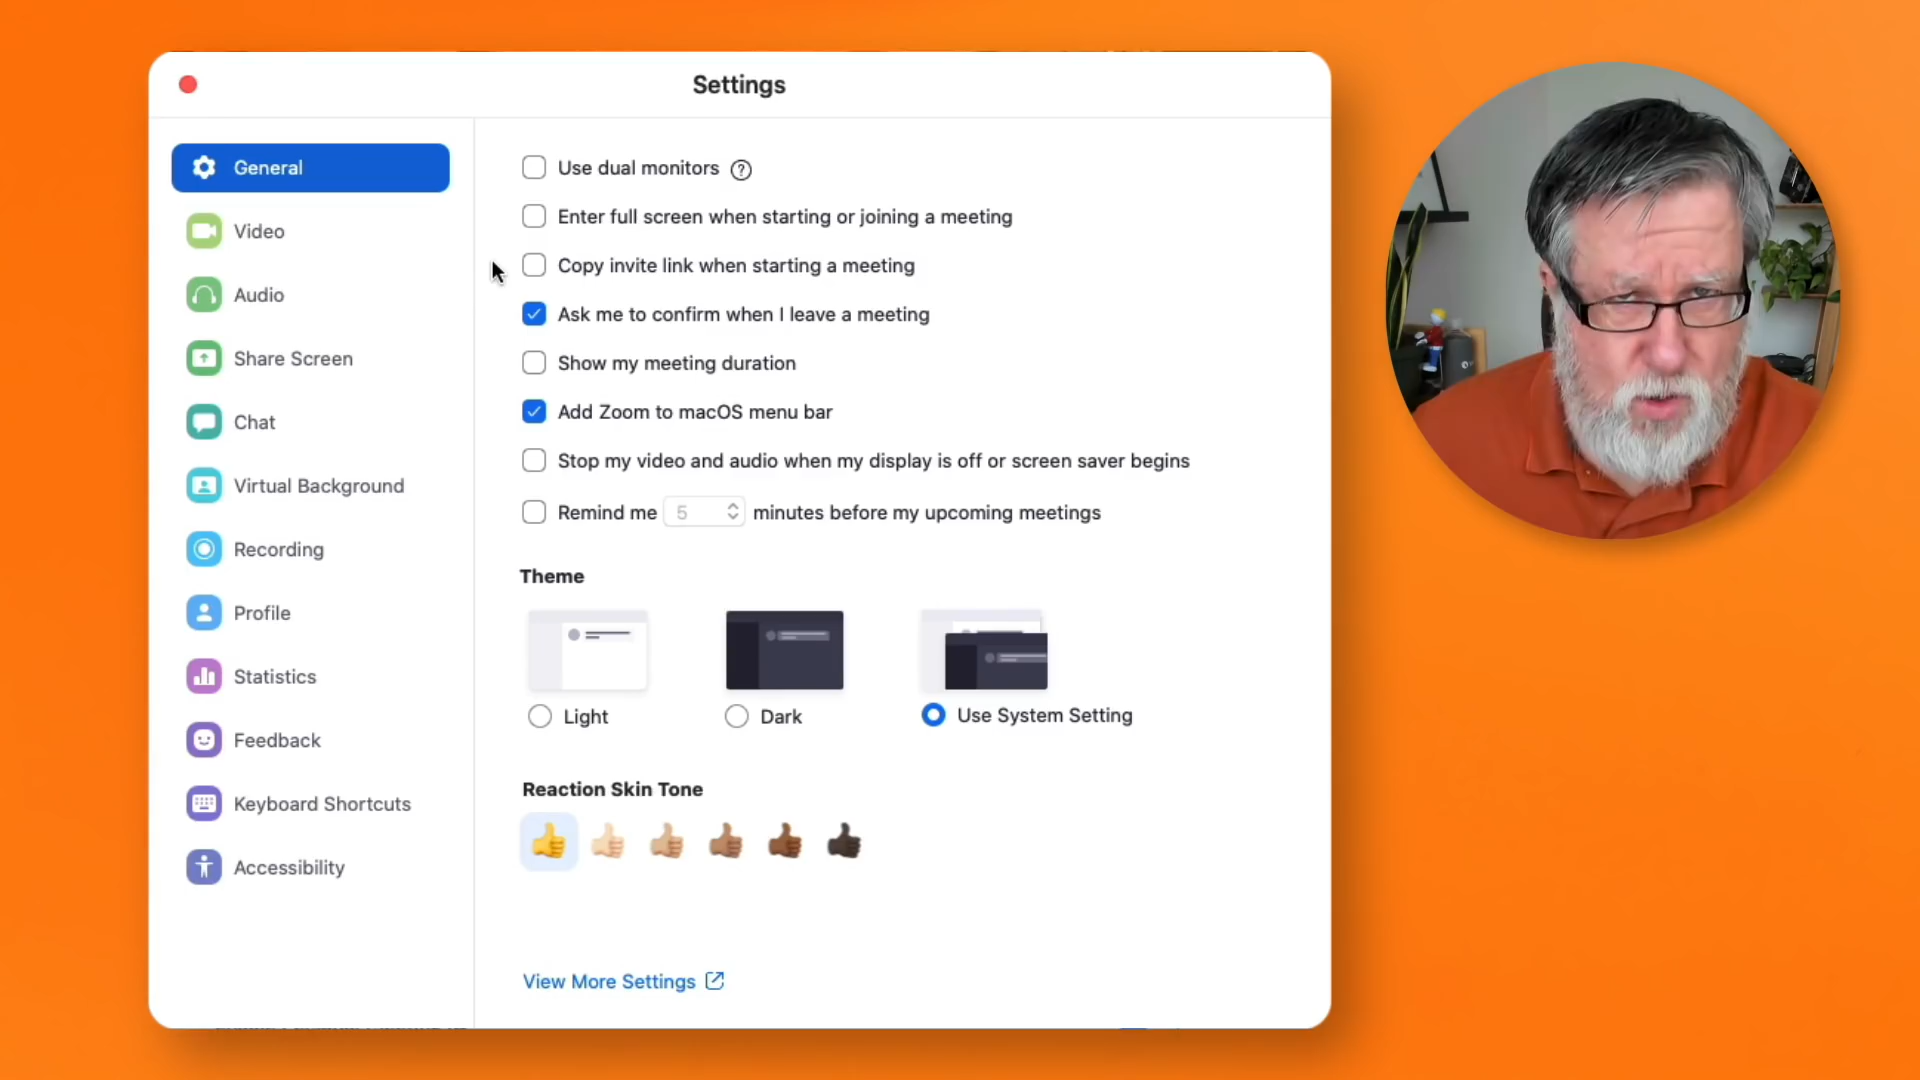 Settings
General
Video
Audio
Share Screen
Chat
Virtual Background
Recording
Profile
Statistics
Feedback
Keyboard Shortcuts
Accessibility
Use dual monitors ?
Enter full screen when starting or joining a meeting
Copy invite link when starting a meeting
Ask me to confirm when I leave a meeting
Show my meeting duration
Add Zoom to macOS menu bar
Stop my video and audio when my display is off or screen saver begins
Remind me 5 minutes before my upcoming meetings
Theme
Light
Dark
Use System Setting
Reaction Skin Tone
View More Settings